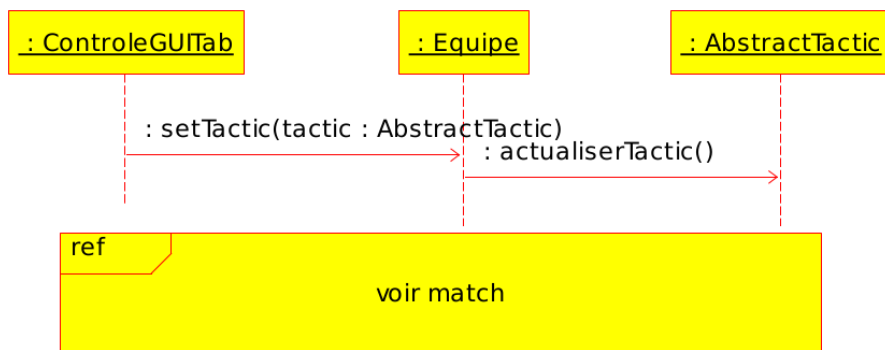 : ControleGUITab
: Equipe
: AbstractTactic
: setTactic(tactic : AbstractTactic)
: actualiserTactic()
ref
voir match